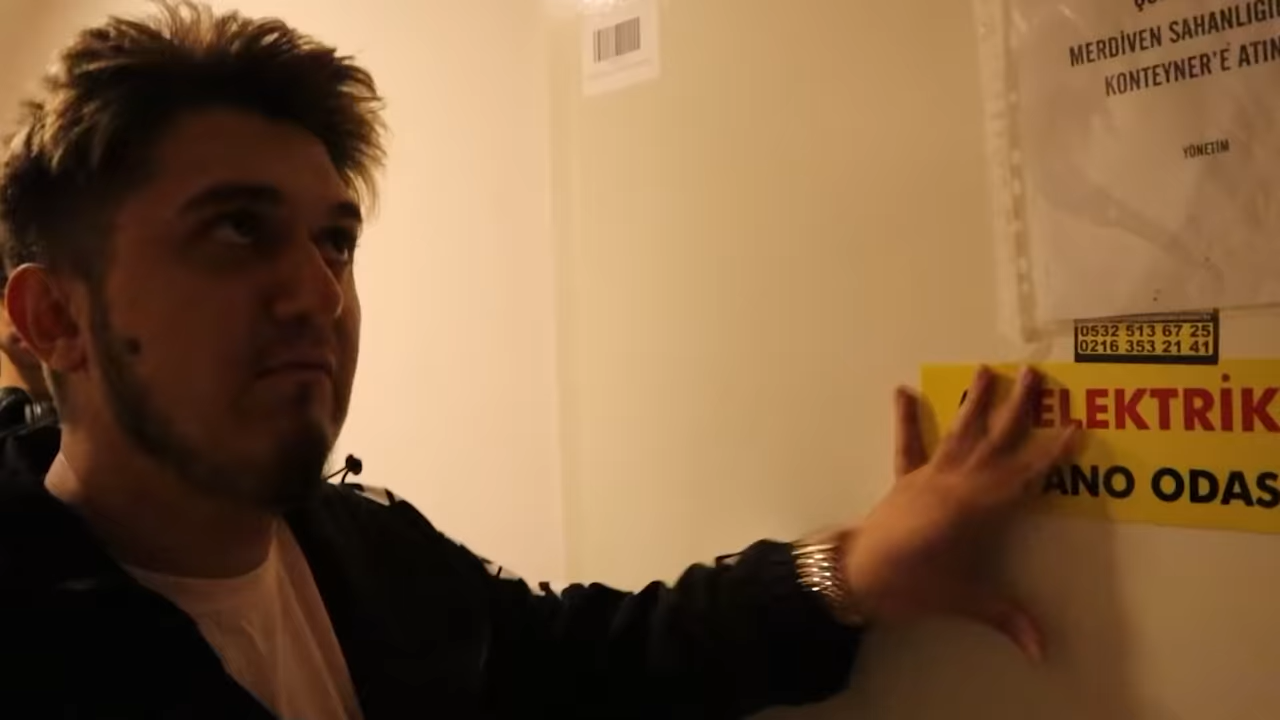 MERDİVEN SAHANLIĞI
KONTEYNER'E ATIN
YÖNETİM
0532 513 67 25
0216 353 21 41
ELEKTRİK
ANO ODAS